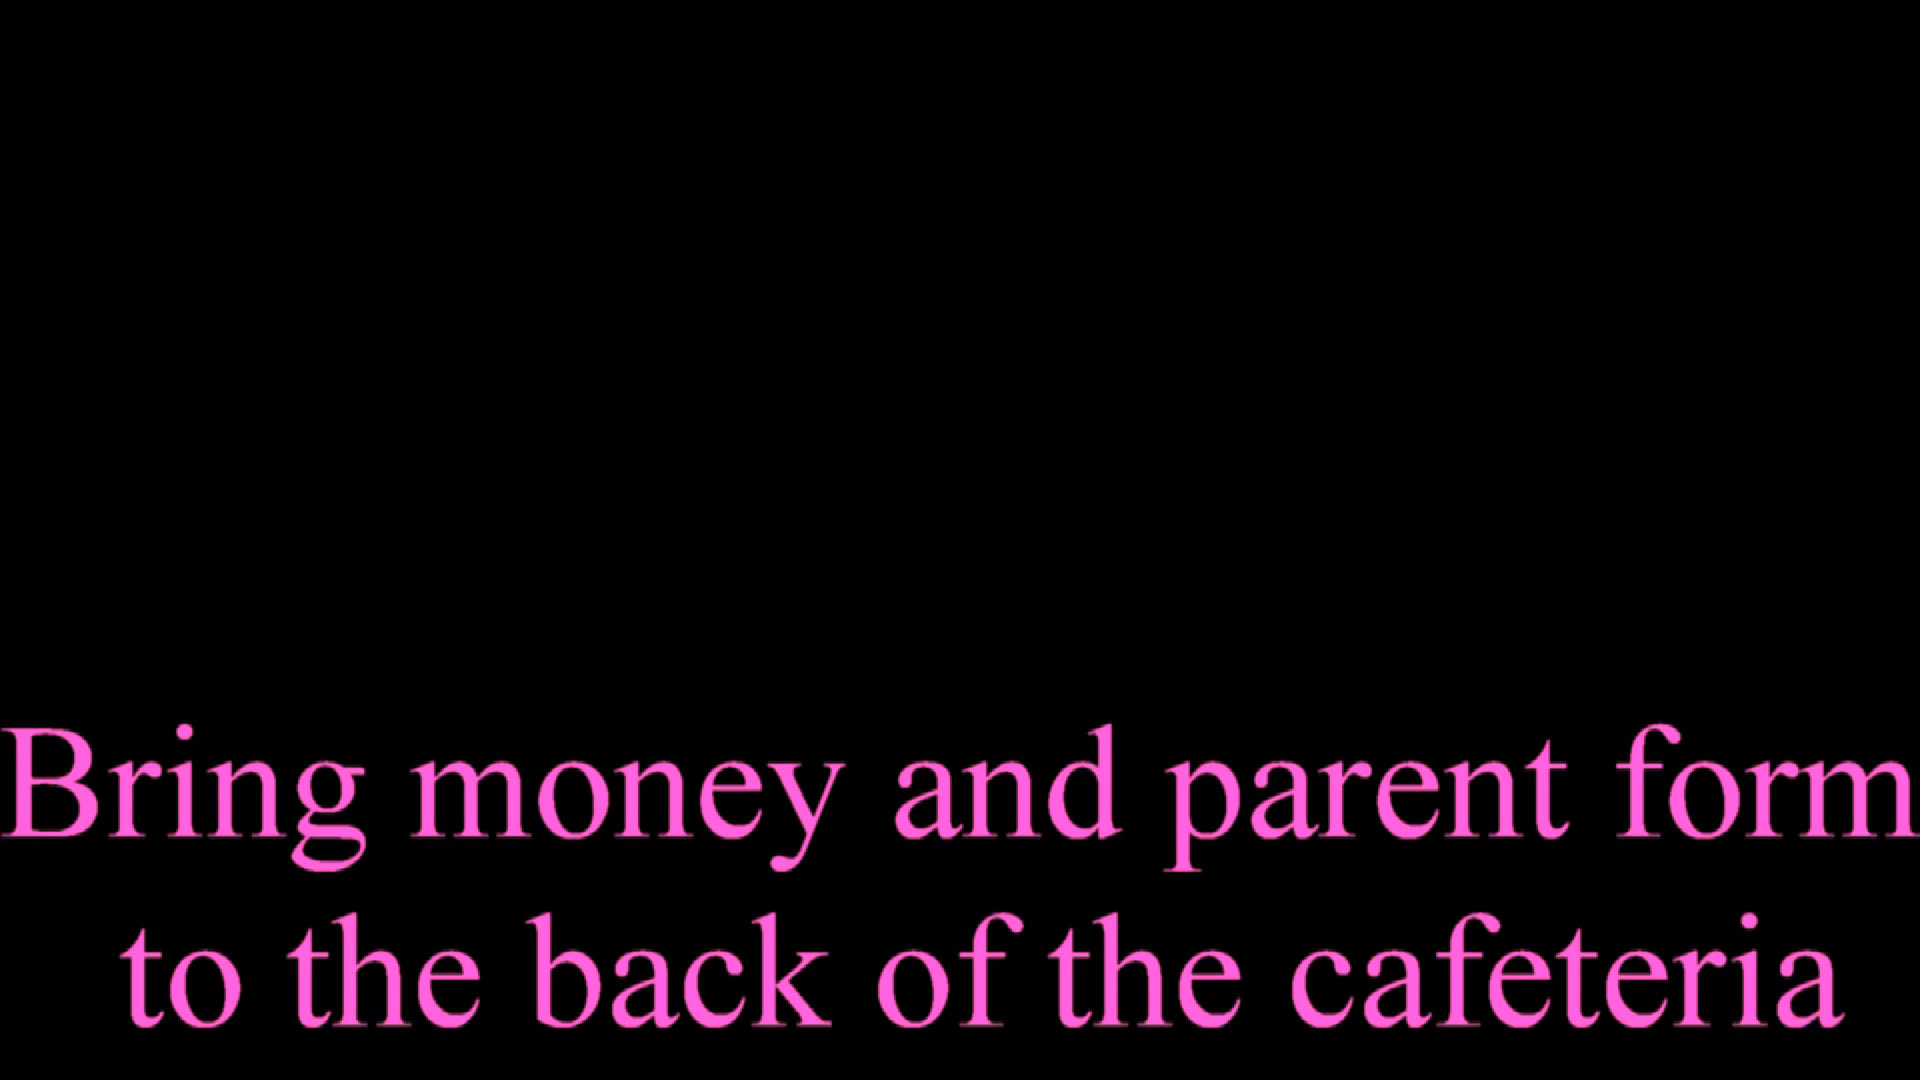 Bring money and parent form
to the back of the cafeteria